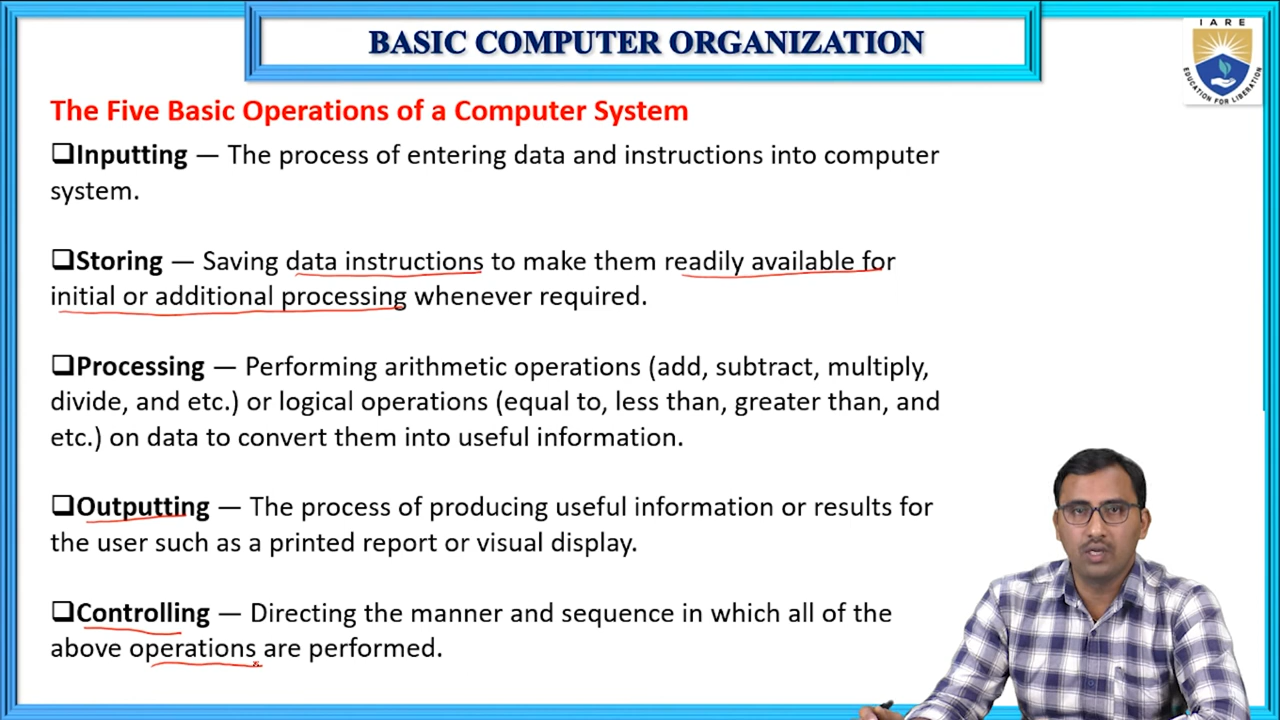 BASIC COMPUTER ORGANIZATION
IARE
EDUCATION FOR LIBERATION
The Five Basic Operations of a Computer System
❑Inputting — The process of entering data and instructions into computer
system.
❑Storing — Saving data instructions to make them readily available for
initial or additional processing whenever required.
❑Processing — Performing arithmetic operations (add, subtract, multiply,
divide, and etc.) or logical operations (equal to, less than, greater than, and
etc.) on data to convert them into useful information.
❑Outputting — The process of producing useful information or results for
the user such as a printed report or visual display.
❑Controlling — Directing the manner and sequence in which all of the
above operations are performed.